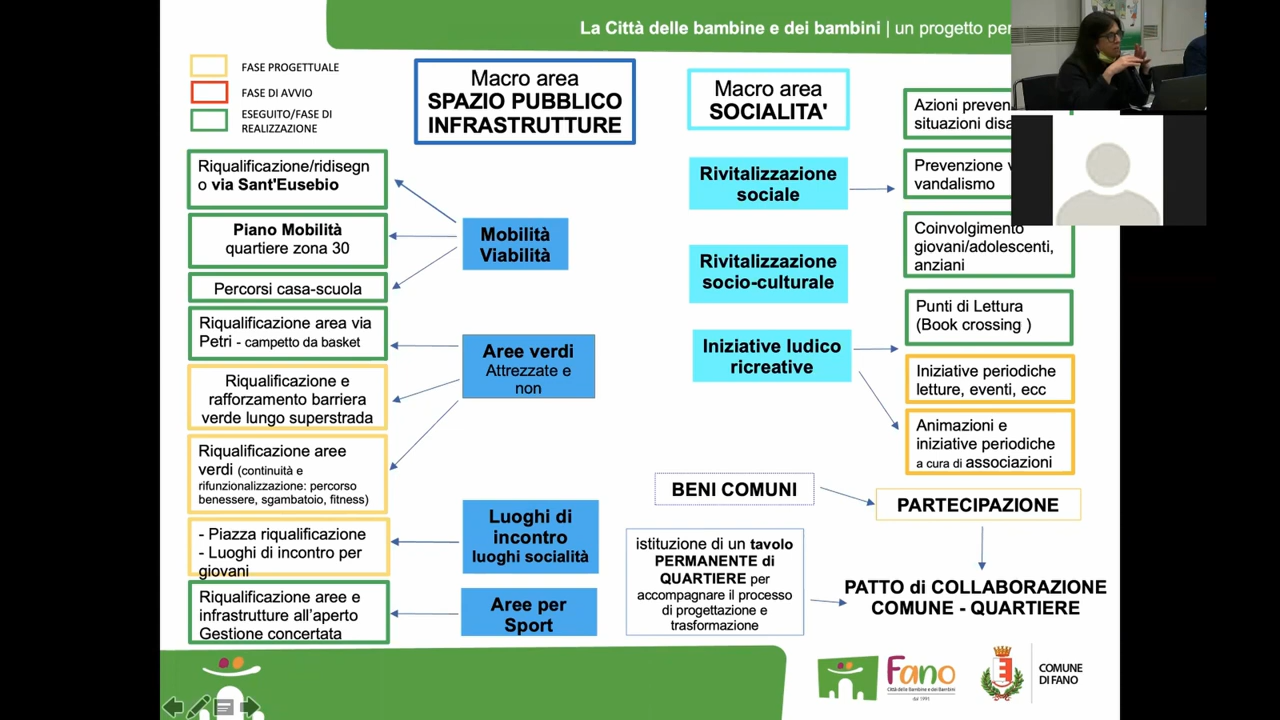 La Città delle bambine e dei bambini | un progetto per
FASE PROGETTUALE
FASE DI AVVIO
ESEGUITO/FASE DI
REALIZZAZIONE
Macro area
SPAZIO PUBBLICO
INFRASTRUTTURE
Riqualificazione/ridisegn
o via Sant'Eusebio
Piano Mobilità
quartiere zona 30
Percorsi casa-scuola
Mobilità
Viabilità
Riqualificazione area via
Petri - campetto da basket
Riqualificazione e
rafforzamento barriera
verde lungo superstrada
Riqualificazione aree
verdi (continuità e
rifunzionalizzazione: percorso
benessere, sgambatoio, fitness)
Aree verdi
Attrezzate e
non
- Piazza riqualificazione
- Luoghi di incontro per
giovani
Luoghi di
incontro
luoghi socialità
Riqualificazione aree e
infrastrutture all'aperto
Gestione concertata
Aree per
Sport
Macro area
SOCIALITA'
Rivitalizzazione
sociale
Azioni
situazioni
Prevenzione
vandalismo
Coinvolgimento
giovani/adolescenti,
anziani
Rivitalizzazione
socio-culturale
Iniziative ludico
ricreative
Punti di Lettura
(Book crossing )
Iniziative periodiche
letture, eventi, ecc
Animazioni e
iniziative periodiche
a cura di associazioni
BENI COMUNI
PARTECIPAZIONE
istituzione di un tavolo
PERMANENTE di
QUARTIERE per
accompagnare il processo
di progettazione e
trasformazione
PATTO di COLLABORAZIONE
COMUNE - QUARTIERE
Fano
Città delle Bambine e dei Bambini
dal 1991
COMUNE
DI FANO